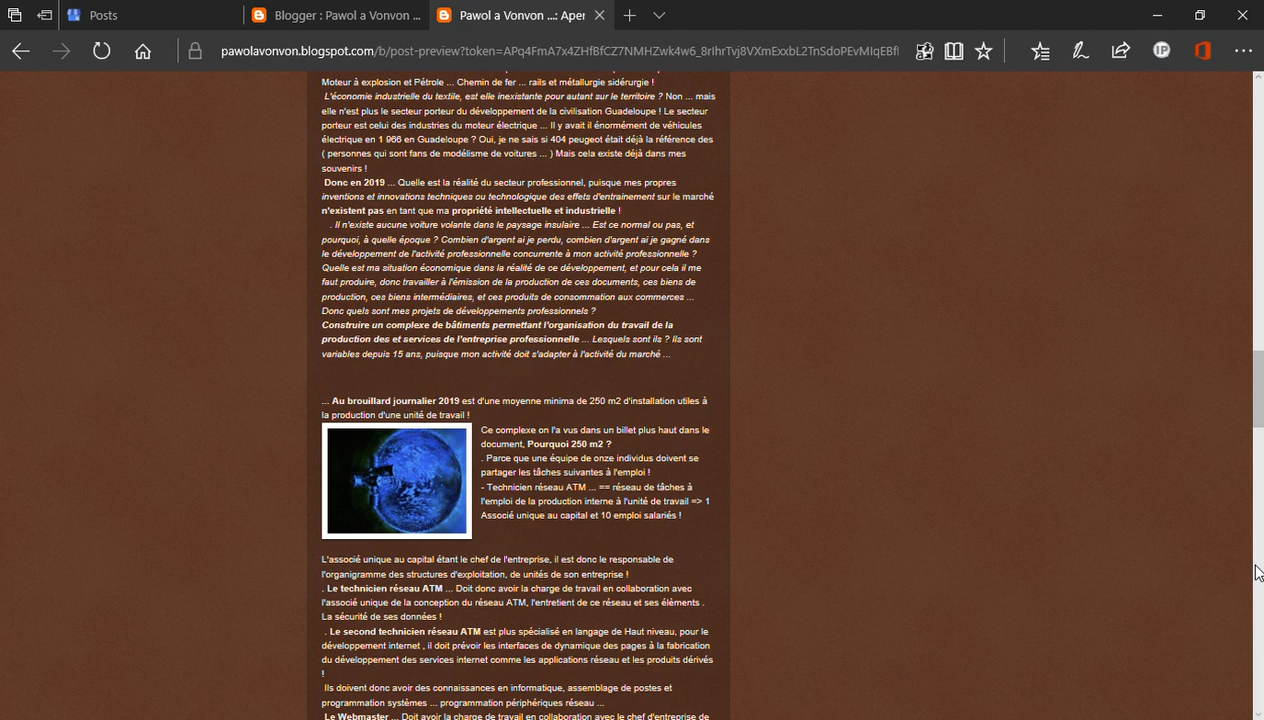 Posts
Blogger : Pawol a Vonvon ...
Pawol a Vonvon ...: Aper
pawolavonvon.blogspot.com/b/post-preview?token=APq4FmA7x4ZHfBfCZ7NMHZwk4w6_8rIhrTvj8VXmExxbL2TnSdoPEvMIqEBfl
Moteur à explosion et Pétrole ... Chemin de fer ... rails et métallurgie sidérurgie !
L'économie industrielle du textile, est elle inexistante pour autant sur le territoire ? Non ... mais
elle n'est plus le secteur porteur du développement de la civilisation Guadeloupe ! Le secteur
porteur est celui des industries du moteur électrique ... Il y avait il énormément de véhicules
électrique en 1 966 en Guadeloupe ? Oui, je ne sais si 404 peugeot était déjà la référence des
( personnes qui sont fans de modélisme de voitures ... ) Mais cela existe déjà dans mes
souvenirs !
Donc en 2019 ... Quelle est la réalité du secteur professionnel, puisque mes propres
inventions et innovations techniques ou technologique des effets d'entrainement sur le marché
n'existent pas en tant que ma propriété intellectuelle et industrielle !
. Il n'existe aucune voiture volante dans le paysage insulaire ... Est ce normal ou pas, et
pourquoi, à quelle époque ? Combien d'argent ai je perdu, combien d'argent ai je gagné dans
le développement de l'activité professionnelle concurrente à mon activité professionnelle ?
Quelle est ma situation économique dans la réalité de ce développement, et pour cela il me
faut produire, donc travailler à l'émission de la production de ces documents, ces biens de
production, ces biens intermédiaires, et ces produits de consommation aux commerces ...
Donc quels sont mes projets de développements professionnels ?
Construire un complexe de bâtiments permettant l'organisation du travail de la
production des et services de l'entreprise professionnelle ... Lesquels sont ils ? Ils sont
variables depuis 15 ans, puisque mon activité doit s'adapter à l'activité du marché ...
... Au brouillard journalier 2019 est d'une moyenne minima de 250 m2 d'installation utiles à
la production d'une unité de travail !
Ce complexe on l'a vus dans un billet plus haut dans le
document, Pourquoi 250 m2 ?
. Parce que une équipe de onze individus doivent se
partager les tâches suivantes à l'emploi !
- Technicien réseau ATM ... == réseau de tâches à
l'emploi de la production interne à l'unité de travail => 1
Associé unique au capital et 10 emploi salariés !
L'associé unique au capital étant le chef de l'entreprise, il est donc le responsable de
l'organigramme des structures d'exploitation, de unités de son entreprise !
. Le technicien réseau ATM ... Doit donc avoir la charge de travail en collaboration avec
l'associé unique de la conception du réseau ATM, l'entretient de ce réseau et ses élèments .
La sécurité de ses données !
. Le second technicien réseau ATM est plus spécialisé en langage de Haut niveau, pour le
développement internet , il doit prévoir les interfaces de dynamique des pages à la fabrication
du développement des services internet comme les applications réseau et les produits dérivés
!
Ils doivent donc avoir des connaissances en informatique, assemblage de postes et
programmation systèmes ... programmation périphériques réseau ...
Le Webmaster ... Doit avoir la charge de travail en collaboration avec le chef d'entreprise de